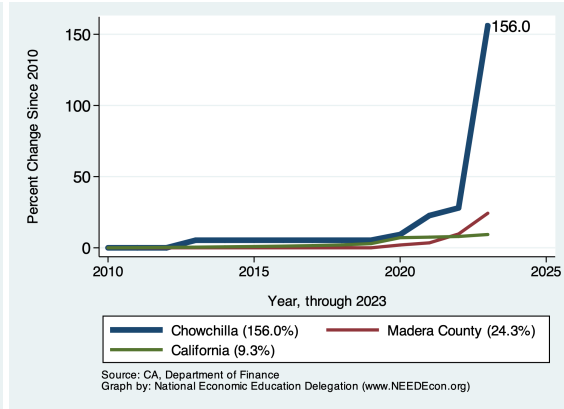 Percent Change Since 2010
156.0
150
100
50
0
2010 2015 2020 2025
Year, through 2023
Chowchilla (156.0%) Madera County (24.3%)
California (9.3%)
Source: CA, Department of Finance
Graph by: National Economic Education Delegation (www.NEEDEcon.org)